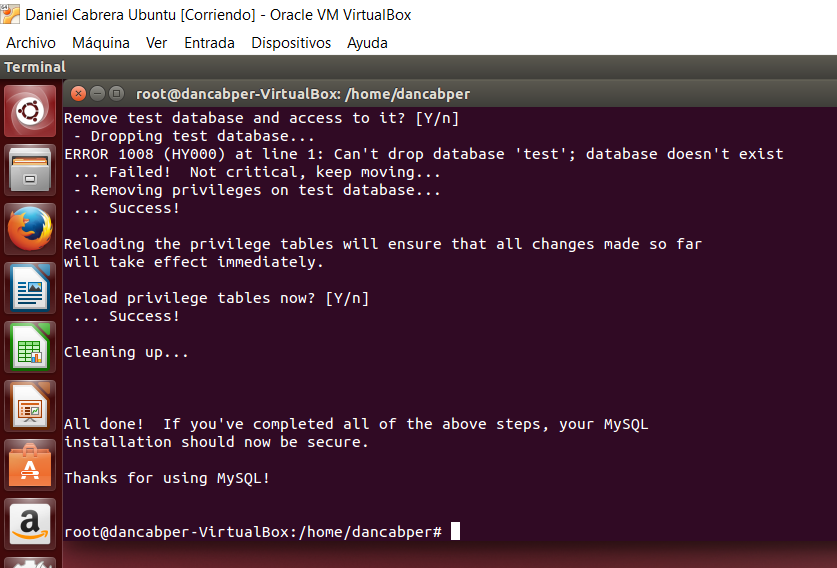 Daniel Cabrera Ubuntu [Corriendo] - Oracle VM VirtualBox
Archivo Máquina Ver Entrada Dispositivos Ayuda
Terminal
root@dancabper-VirtualBox: /home/dancabper
Remove test database and access to it? [Y/n]
 - Dropping test database...
ERROR 1008 (HY000) at line 1: Can't drop database 'test'; database doesn't exist
 ... Failed!  Not critical, keep moving...
 - Removing privileges on test database...
 ... Success!
Reloading the privilege tables will ensure that all changes made so far
will take effect immediately.
Reload privilege tables now? [Y/n]
 ... Success!
Cleaning up...
All done!  If you've completed all of the above steps, your MySQL
installation should now be secure.
Thanks for using MySQL!
root@dancabper-VirtualBox:/home/dancabper#